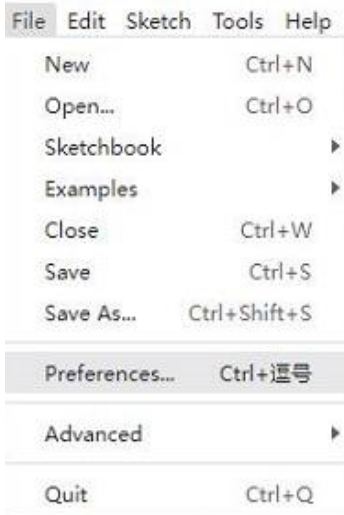 File Edit Sketch Tools Help
New Ctrl+N
Open... Ctrl+O
Sketchbook
Examples
Close Ctrl+W
Save Ctrl+S
Save As... Ctrl+Shift+S
Preferences... Ctrl+逗号
Advanced
Quit Ctrl+Q